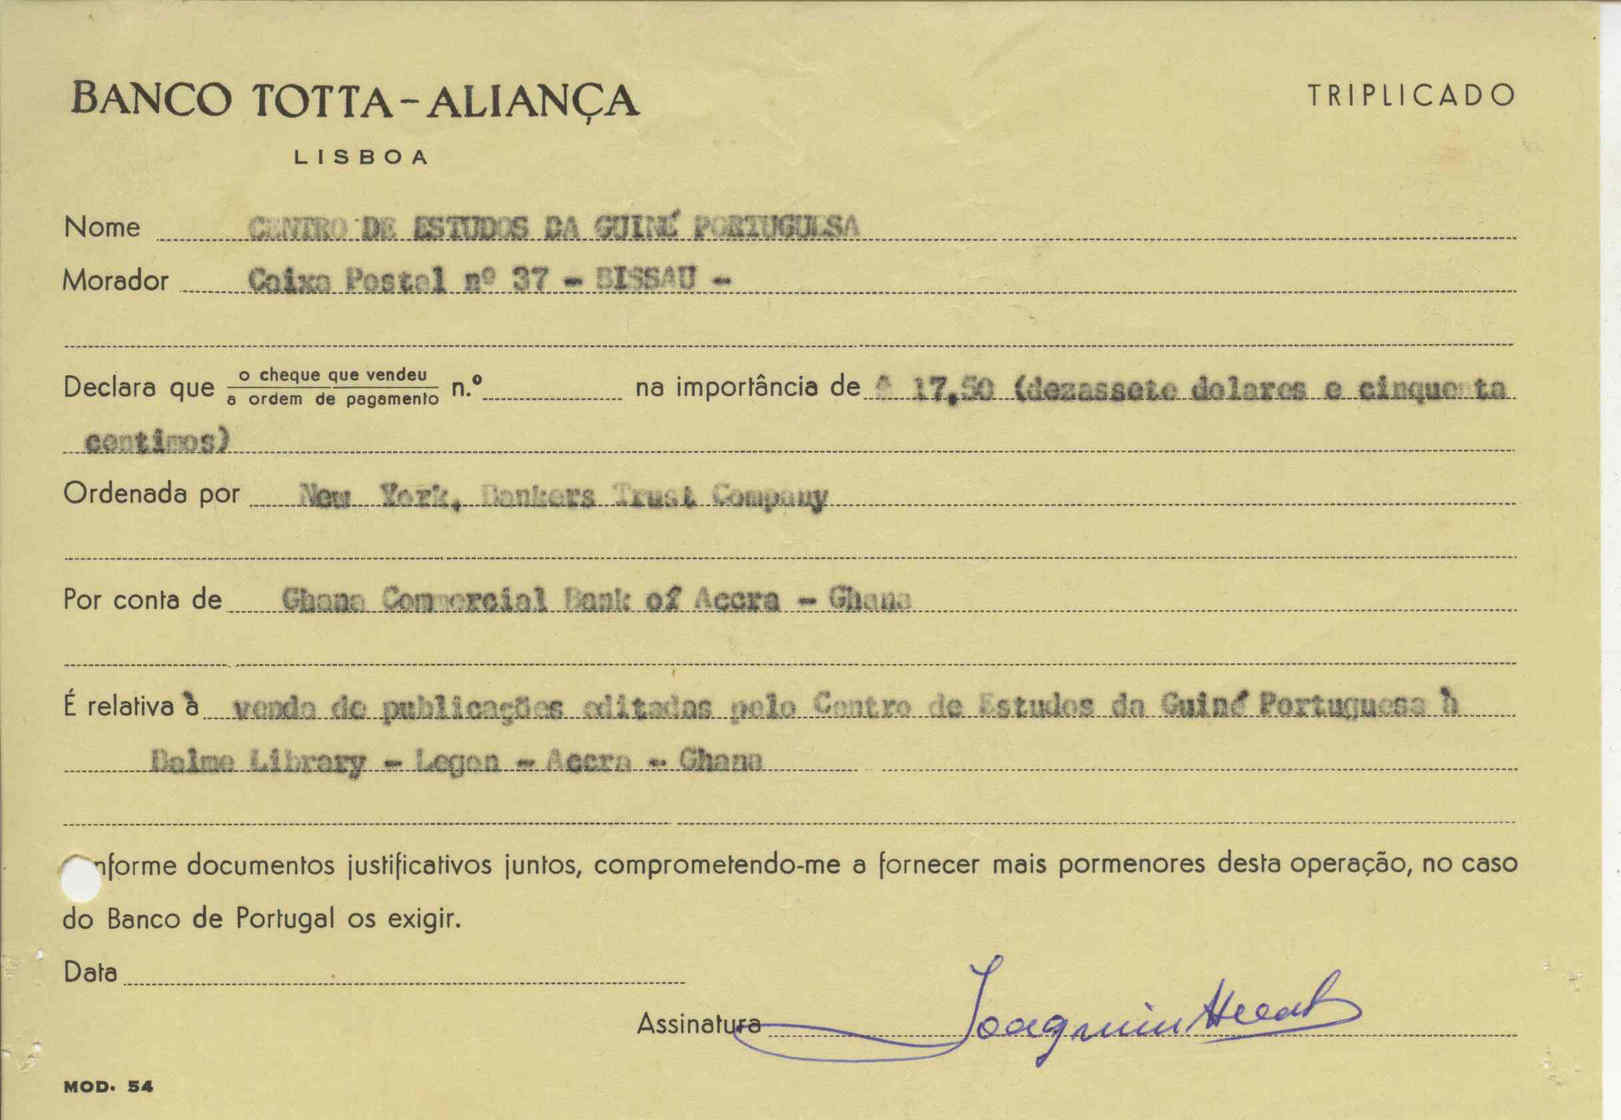 BANCO TOTTA-ALIANÇA
TRIPLICADO
LISBOA
Nome CENTRO DE ESTUDOS DA GUINÉ PORTUGUESA
Morador Caixa Postal nº 37 - BISSAU -
Declara que o cheque que vendeu
a ordem de pagamento n.º na importância de $ 17,50 (dezassete dolares e cinquenta
centimos)
Ordenada por New York, Bankers Trust Company
Por conta de Ghana Commercial Bank of Accra - Ghana
É relativa à venda de publicações editadas pelo Centro de Estudos da Guiné Portuguesa à
Balme Library - Legon - Accra - Ghana
nforme documentos justificativos juntos, comprometendo-me a fornecer mais pormenores desta operação, no caso
do Banco de Portugal os exigir.
Data
Assinatura Joaquim
MOD. 54